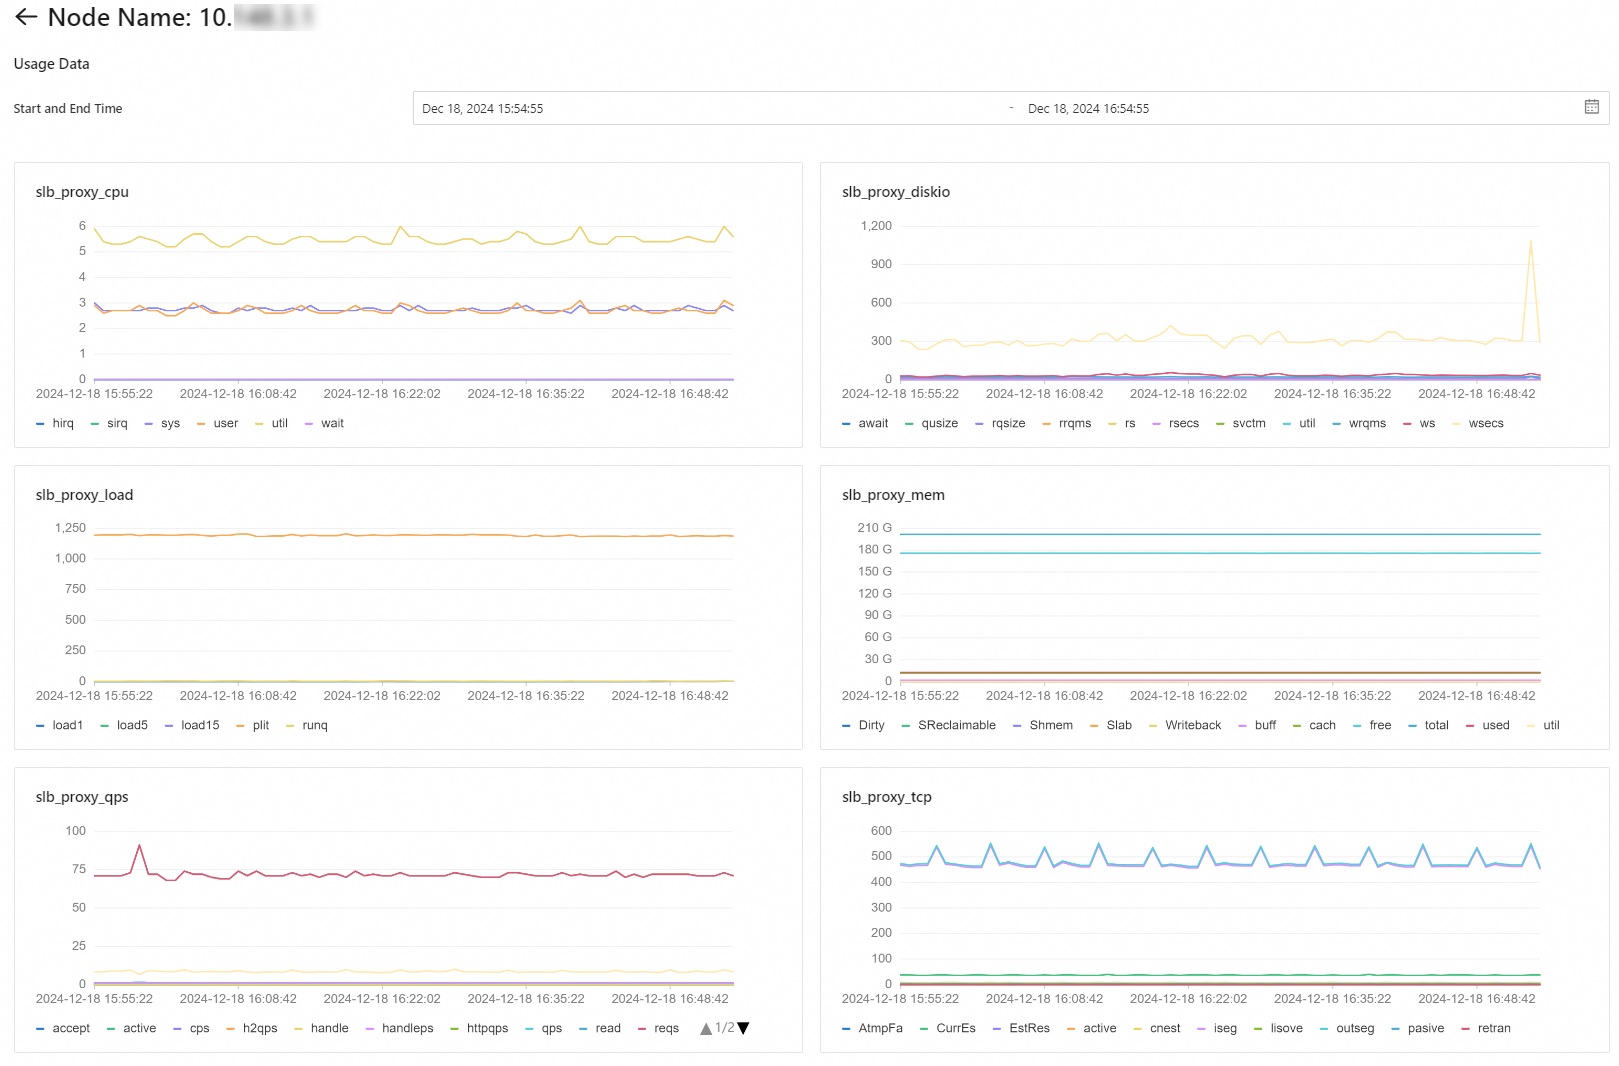 Node Name: 10.
Usage Data
Start and End Time
Dec 18, 2024 15:54:55 - Dec 18, 2024 16:54:55
slb_proxy_cpu
6
5
4
3
2
1
0
2024-12-18 15:55:22 2024-12-18 16:08:42 2024-12-18 16:22:02 2024-12-18 16:35:22 2024-12-18 16:48:42
hirq sirq sys user util wait
slb_proxy_diskio
1,200
900
600
300
0
2024-12-18 15:55:22 2024-12-18 16:08:42 2024-12-18 16:22:02 2024-12-18 16:35:22 2024-12-18 16:48:42
await qusize rqsize rrqms rs rsecs svctm util wrqms ws wsecs
slb_proxy_load
1,250
1,000
750
500
250
0
2024-12-18 15:55:22 2024-12-18 16:08:42 2024-12-18 16:22:02 2024-12-18 16:35:22 2024-12-18 16:48:42
load1 load5 load15 plit runq
slb_proxy_mem
210 G
180 G
150 G
120 G
90 G
60 G
30 G
0
2024-12-18 15:55:22 2024-12-18 16:08:42 2024-12-18 16:22:02 2024-12-18 16:35:22 2024-12-18 16:48:42
Dirty SReclaimable Shmem Slab Writeback buff cach free total used util
slb_proxy_qps
100
75
50
25
0
2024-12-18 15:55:22 2024-12-18 16:08:42 2024-12-18 16:22:02 2024-12-18 16:35:22 2024-12-18 16:48:42
accept active cps h2qps handle handleps httpqps qps read reqs 1/2
slb_proxy_tcp
600
500
400
300
200
100
0
2024-12-18 15:55:22 2024-12-18 16:08:42 2024-12-18 16:22:02 2024-12-18 16:35:22 2024-12-18 16:48:42
AtmpFa CurrEs EstRes active cnest iseg lisove outseg pasive retran